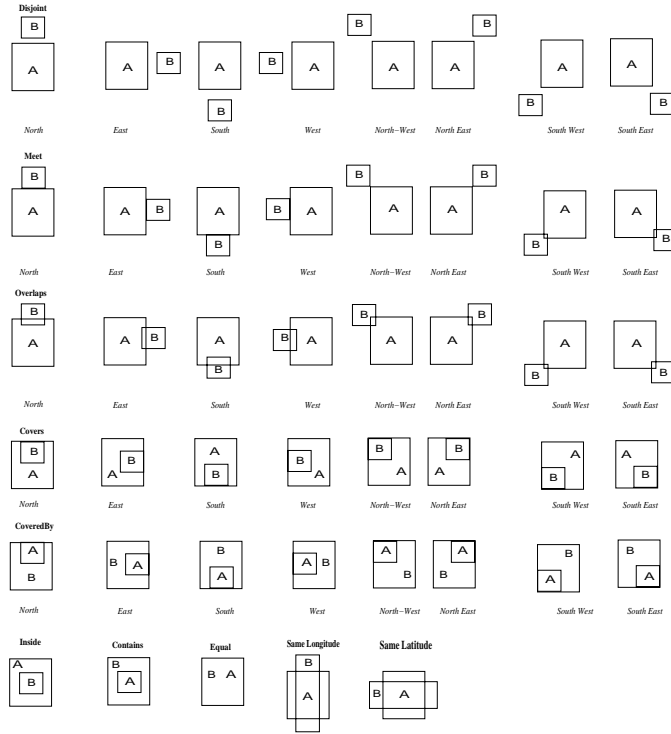 Disjoint
B B B
A A A A A A A A
B B B B B
North East South West North-West North East South West South East
Meet
B B B
A A A A A A A A
B B B B B
North East South West North-West North East South West South East
Overlaps
B B B
A A A A A A A A
B B B B B
North East South West North-West North East South West South East
Covers
B B A B B A A
A A B B B A A A B B
North East South West North-West North East South West South East
CoveredBy
A B B A B A A B B
B A A B B A A
North East South West North-West North East South West South East
Inside Contains Equal Same Longitude Same Latitude
A B B A B
B A A B A